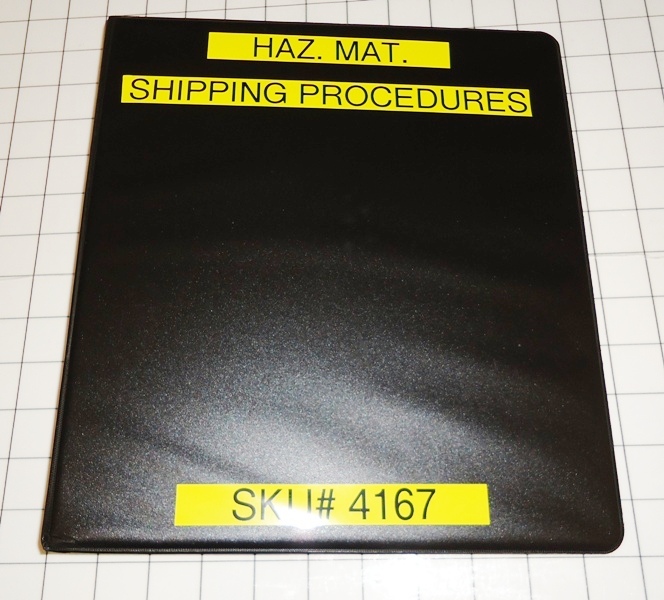 HAZ. MAT.
SHIPPING PROCEDURES
SKU# 4167